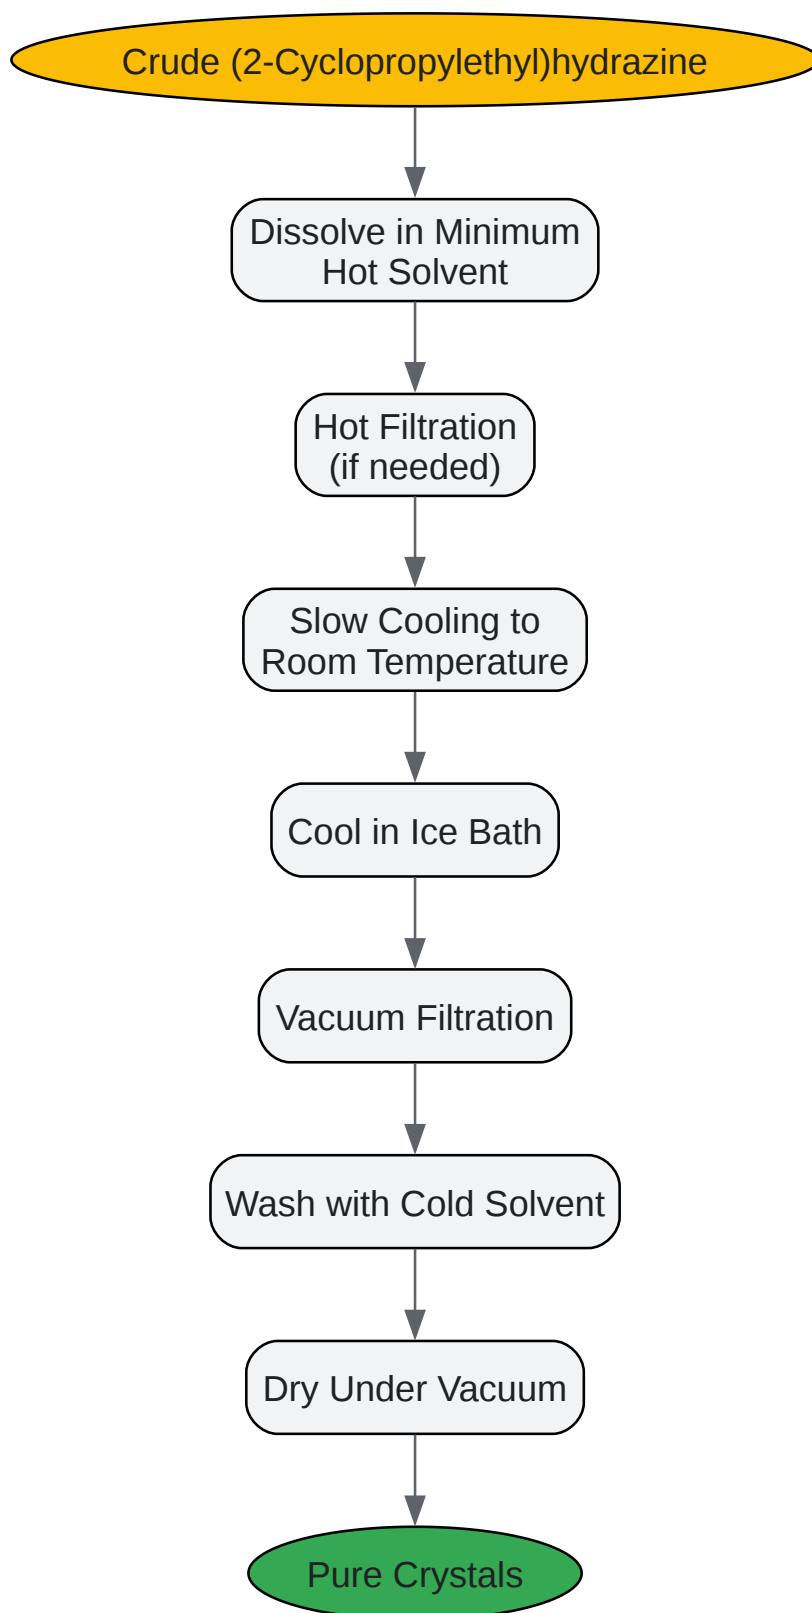 Crude (2-Cyclopropylethyl)hydrazine
Dissolve in Minimum
Hot Solvent
Hot Filtration
(if needed)
Slow Cooling to
Room Temperature
Cool in Ice Bath
Vacuum Filtration
Wash with Cold Solvent
Dry Under Vacuum
Pure Crystals